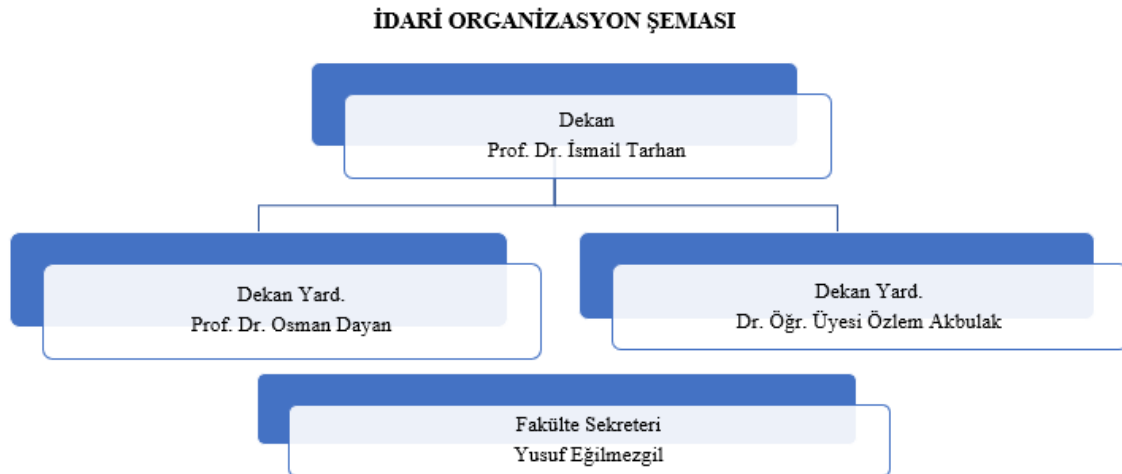 İDARİ ORGANİZASYON ŞEMASI
Dekan
Prof. Dr. İsmail Tarhan
Dekan Yard.
Prof. Dr. Osman Dayan
Dekan Yard.
Dr. Öğr. Üyesi Özlem Akbulak
Fakülte Sekreteri
Yusuf Eğilmezgil